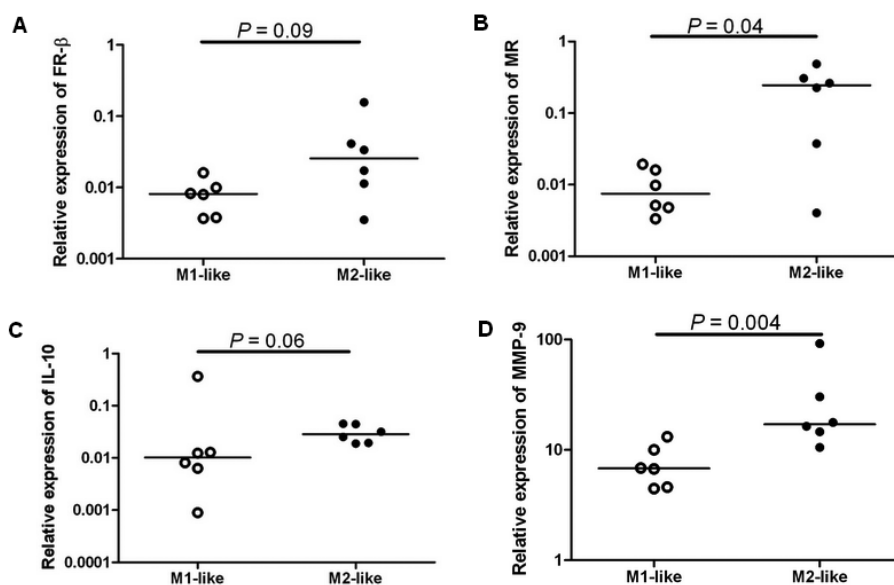 A
P = 0.09
Relative expression of FR-β
1
0.1
0.01
0.001
M1-like
M2-like
B
P = 0.04
Relative expression of MR
1
0.1
0.01
0.001
M1-like
M2-like
C
P = 0.06
Relative expression of IL-10
1
0.1
0.01
0.001
0.0001
M1-like
M2-like
D
P = 0.004
Relative expression of MMP-9
100
10
1
M1-like
M2-like